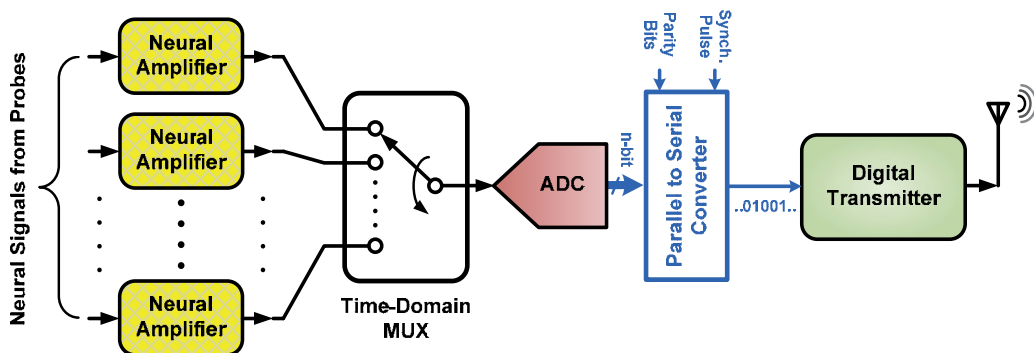 Neural Signals from Probes
Neural
Amplifier
Neural
Amplifier
Neural
Amplifier
Time-Domain
MUX
ADC
n-bit
Parity
Bits
Synch.
Pulse
Parallel to Serial
Converter
..01001..
Digital
Transmitter